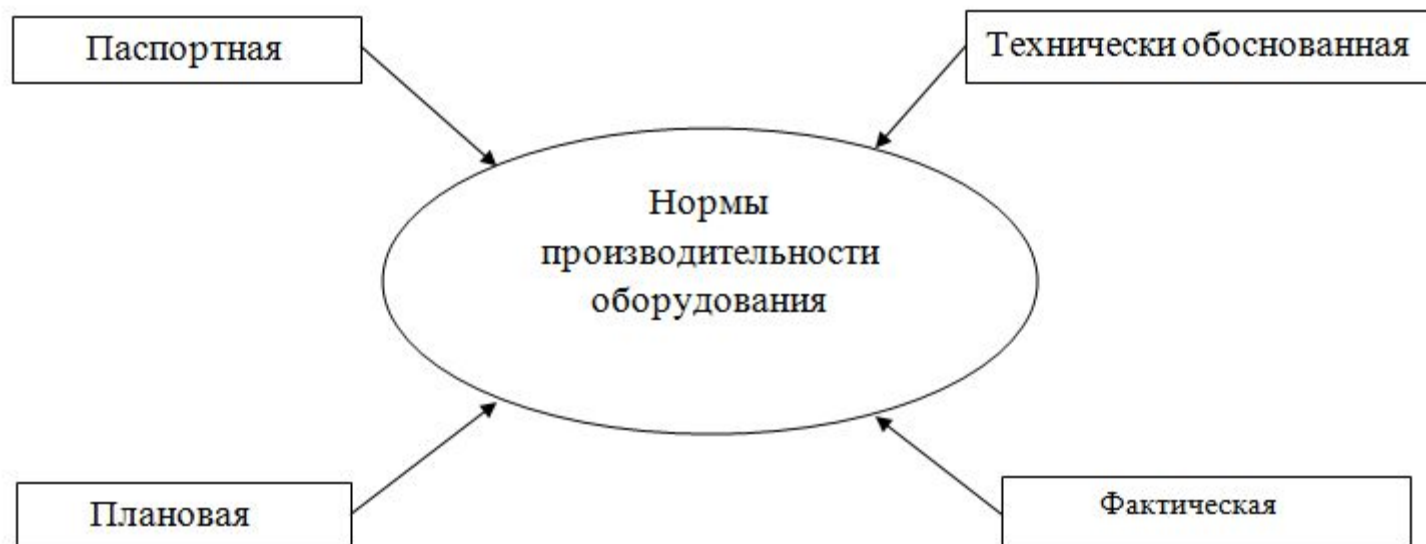 Паспортная
Технически обоснованная
Нормы
производительности
оборудования
Плановая
Фактическая